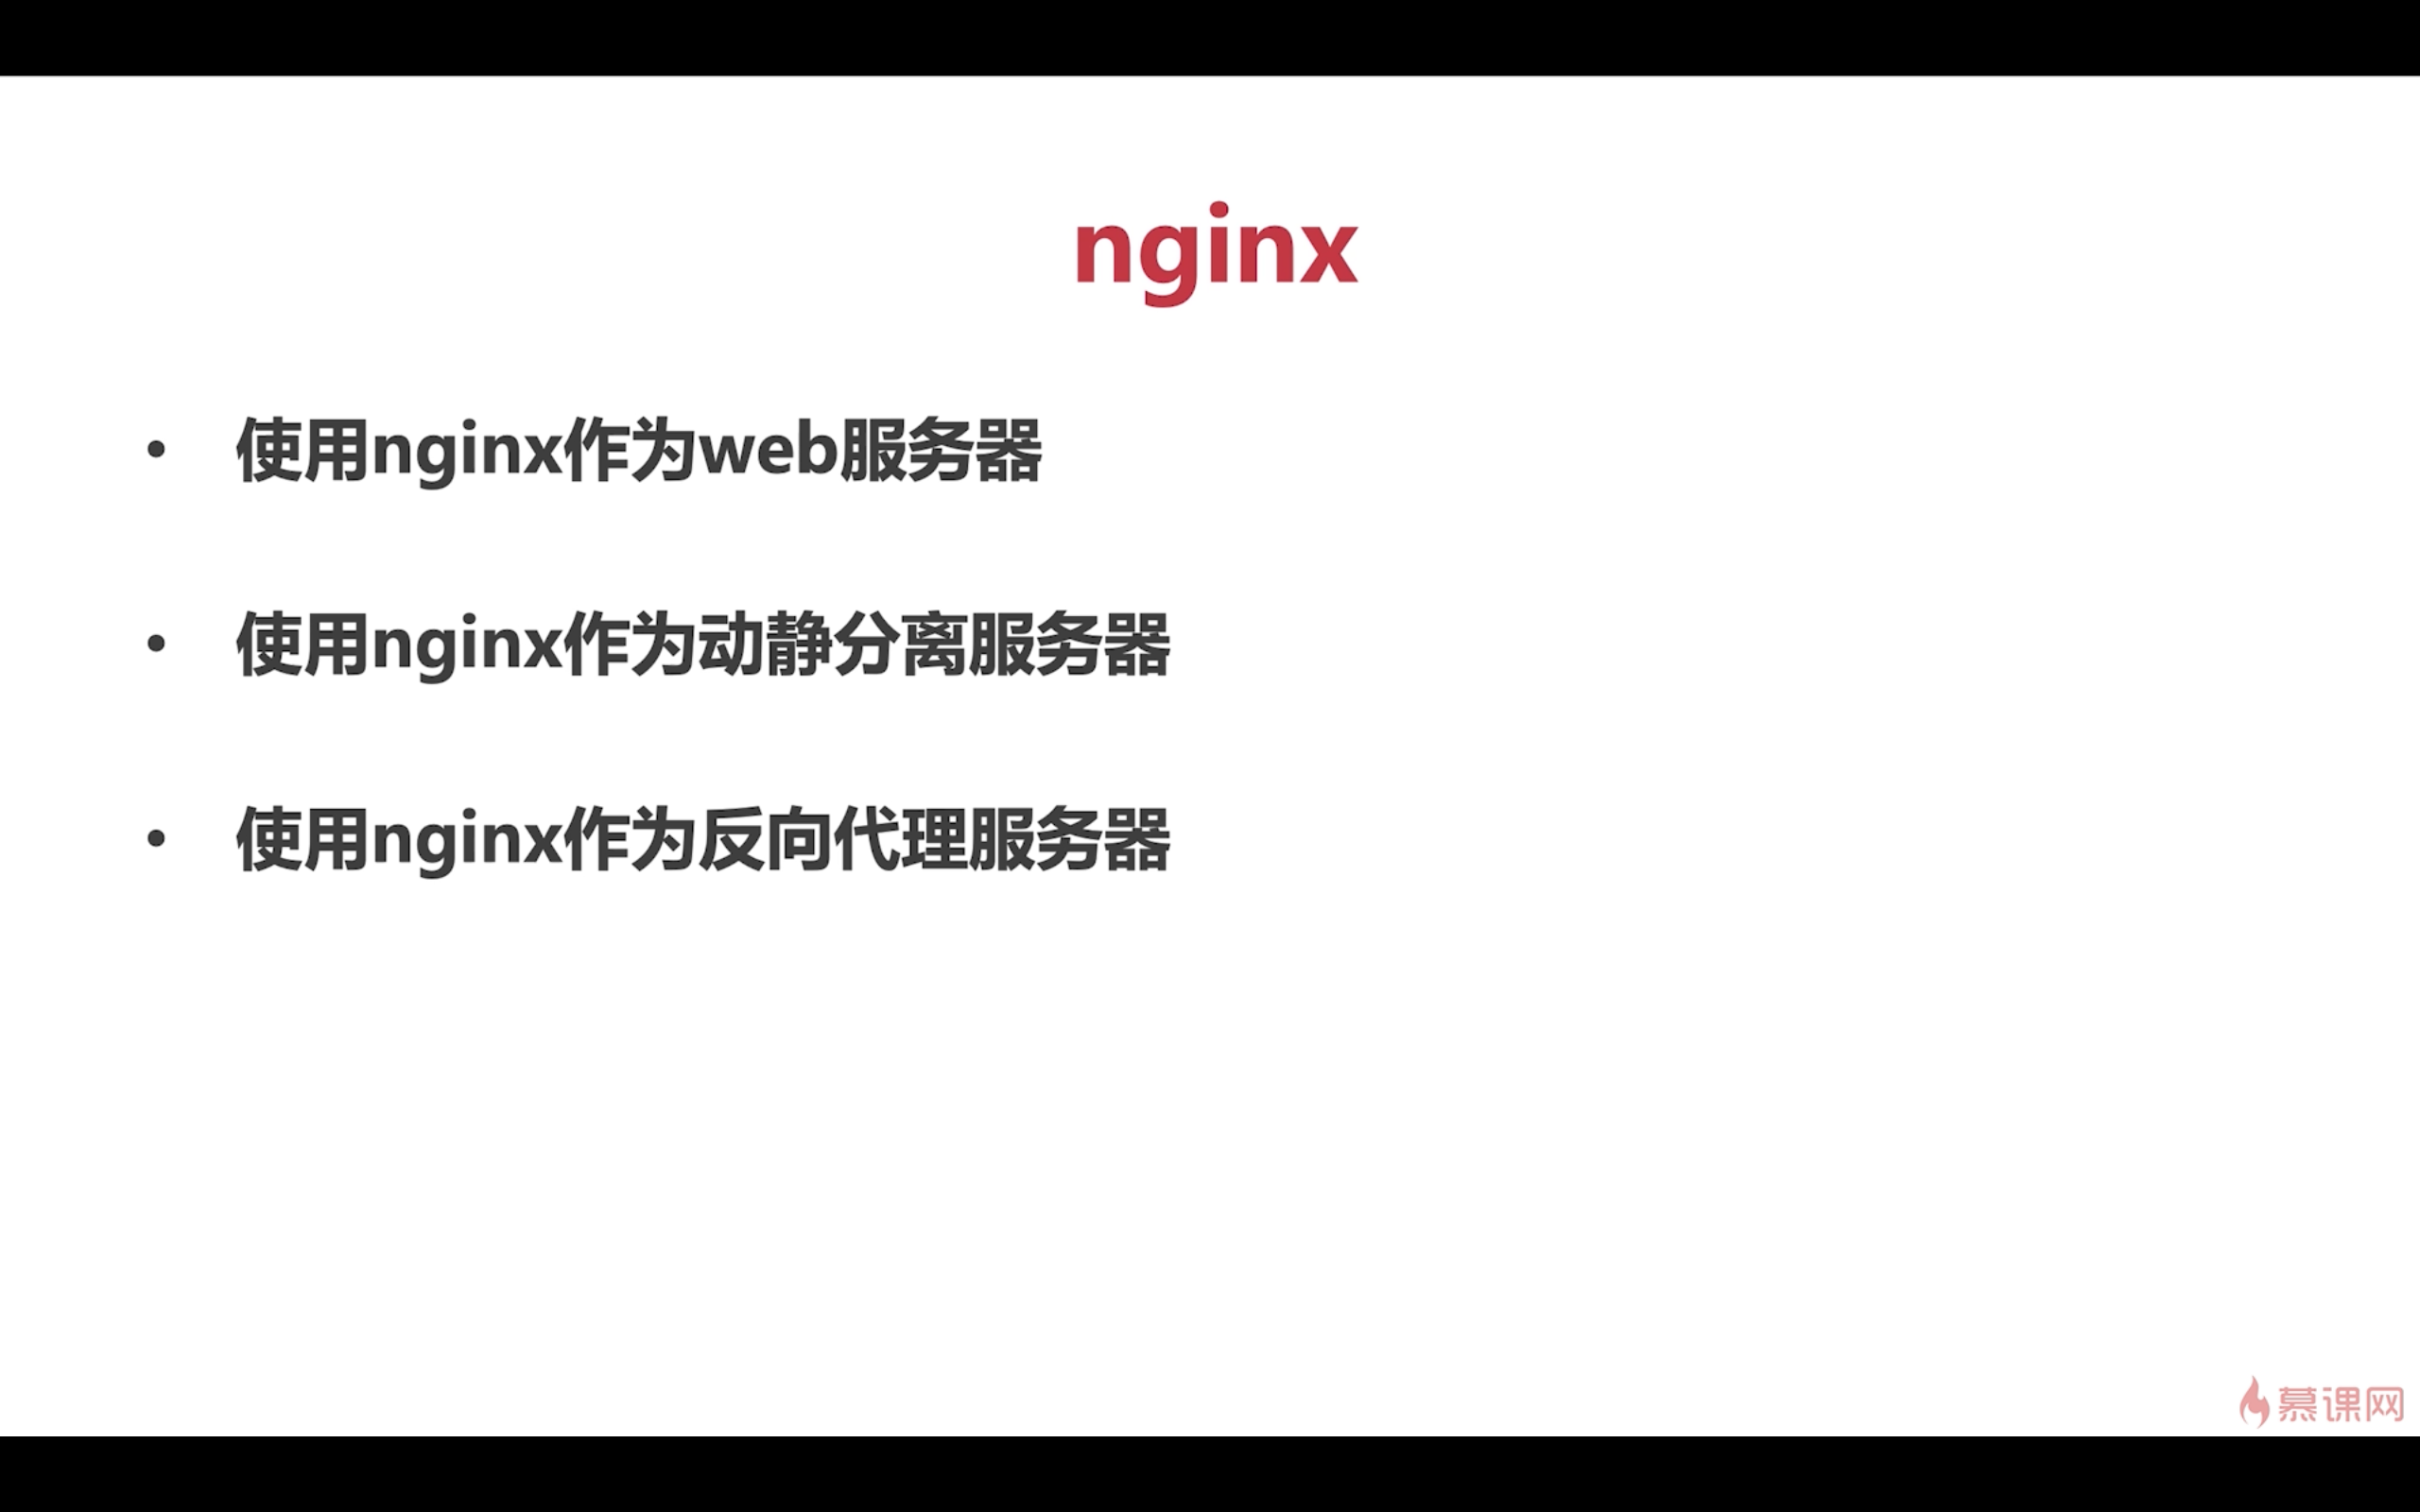 nginx
• 使用nginx作为web服务器
• 使用nginx作为动静分离服务器
• 使用nginx作为反向代理服务器
慕课网